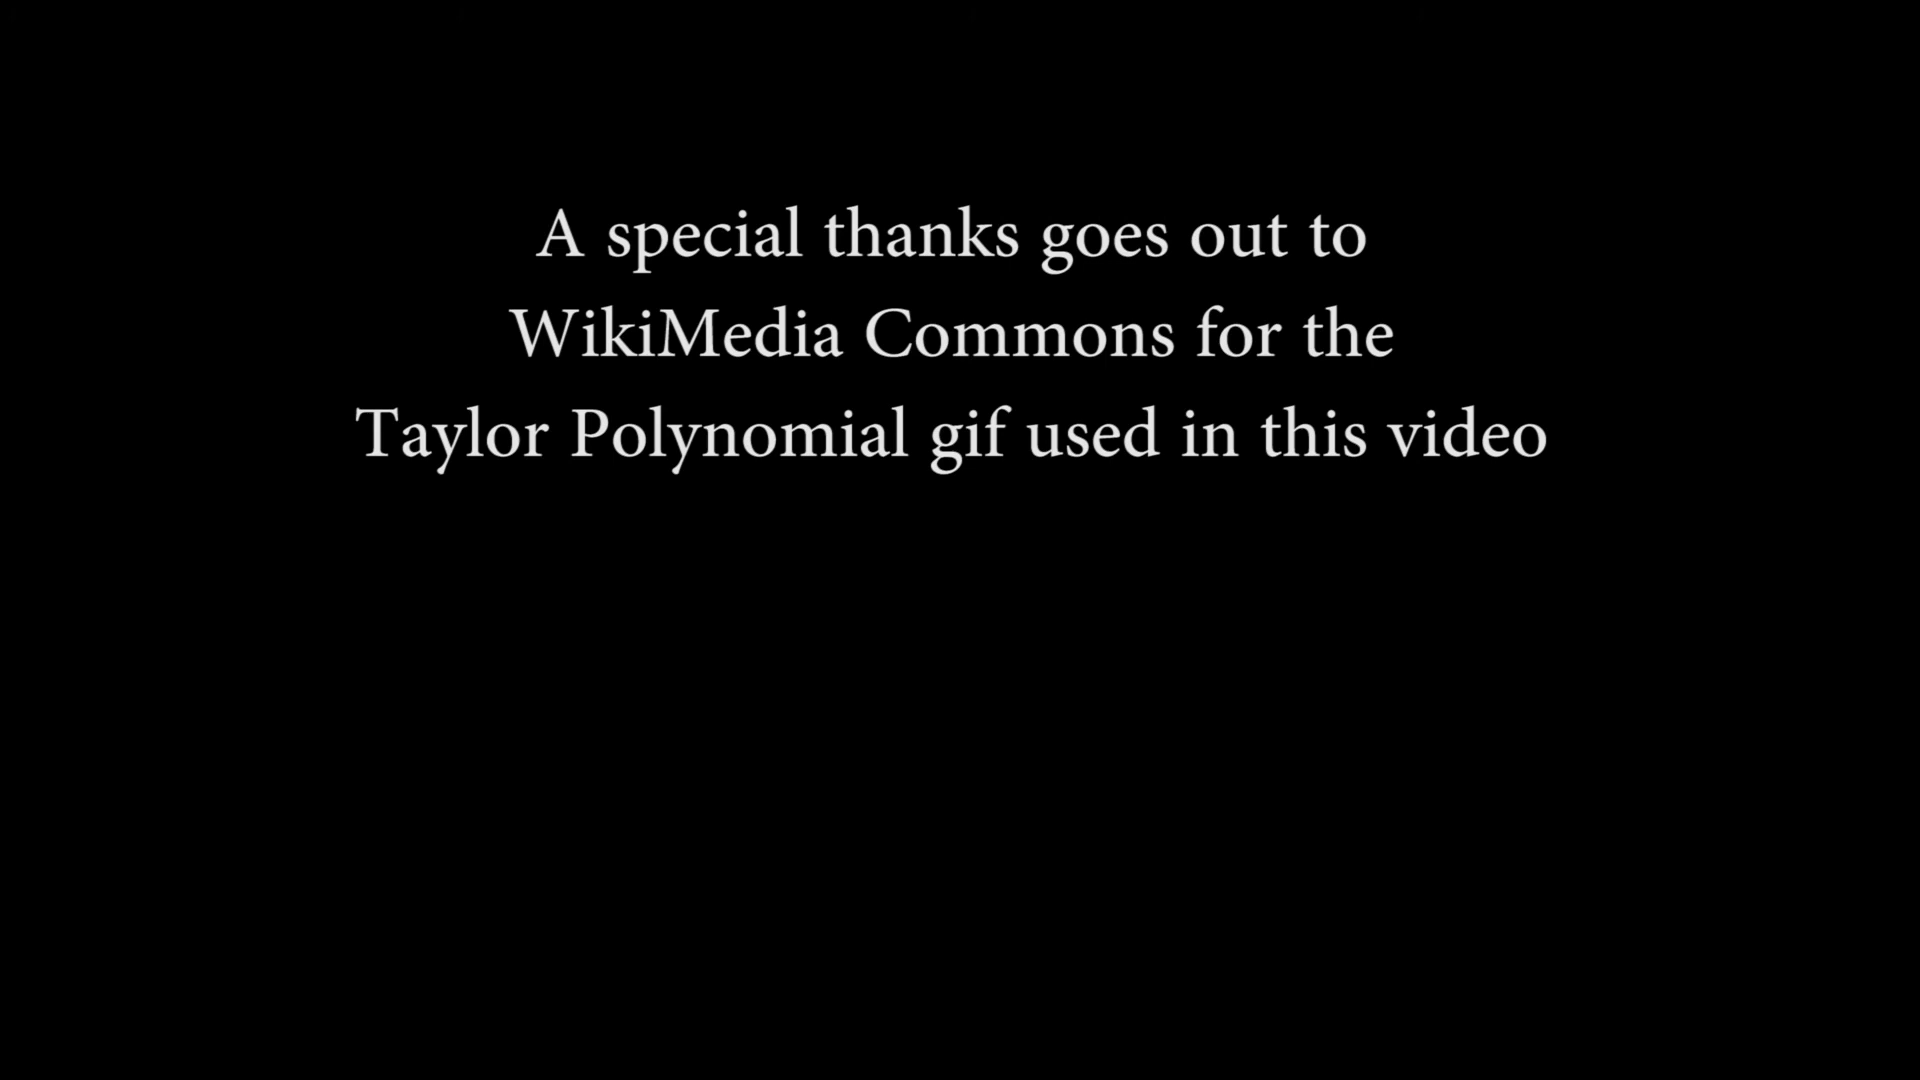 A special thanks goes out to
WikiMedia Commons for the
Taylor Polynomial gif used in this video